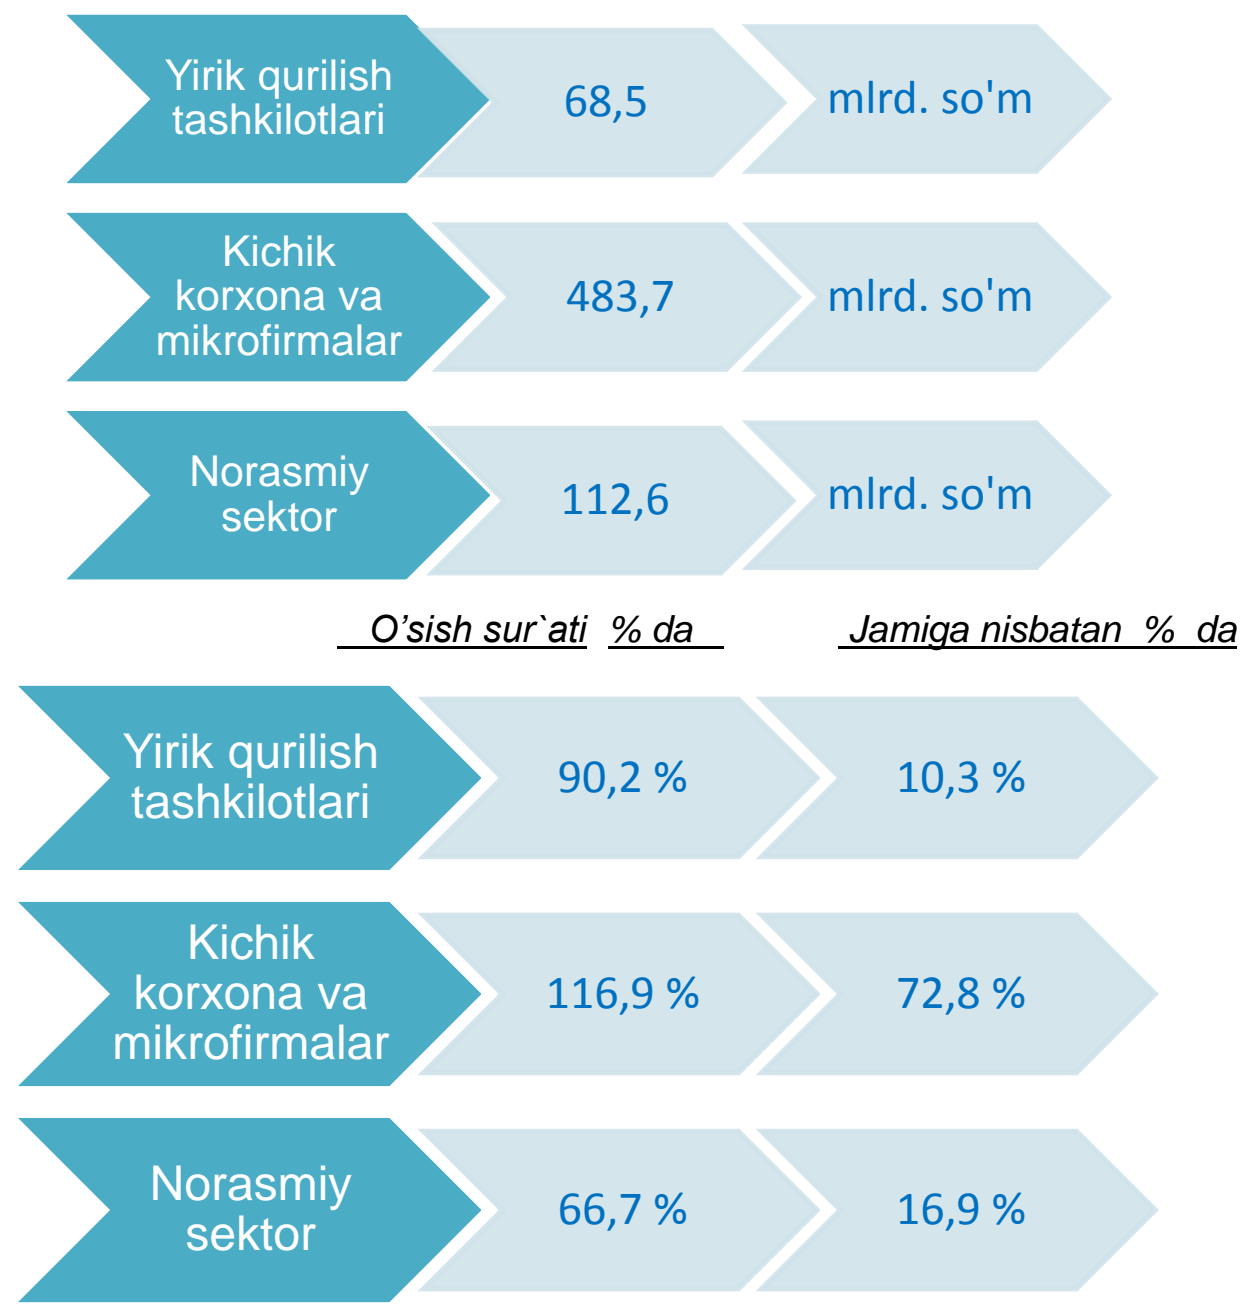 Yirik qurilish
tashkilotlari
68,5
mlrd. so'm
Kichik
korxona va
mikrofirmalar
483,7
mlrd. so'm
Norasmiy
sektor
112,6
mlrd. so'm
O’sish sur`ati % da
Jamiga nisbatan % da
Yirik qurilish
tashkilotlari
90,2 %
10,3 %
Kichik
korxona va
mikrofirmalar
116,9 %
72,8 %
Norasmiy
sektor
66,7 %
16,9 %